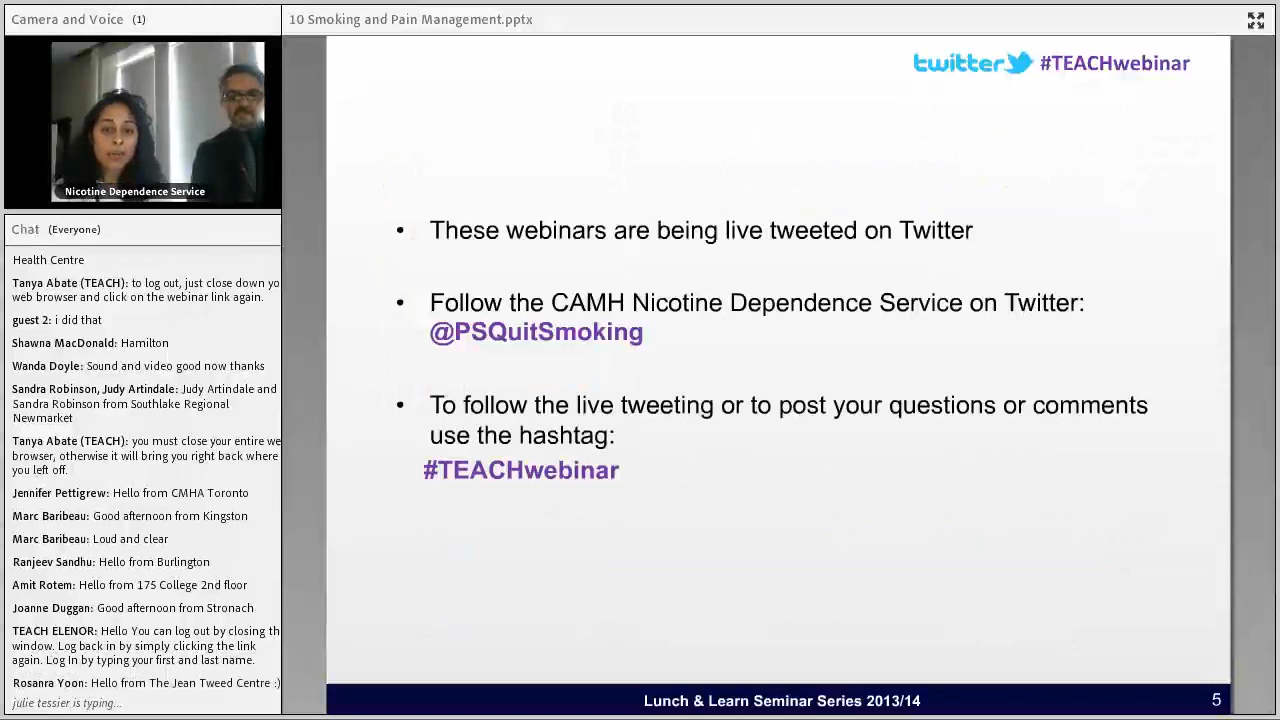 Camera and Voice (1)
10 Smoking and Pain Management.pptx
Nicotine Dependence Service
Chat (Everyone)
Health Centre
Tanya Abate (TEACH): to log out, just close down yo
web browser and click on the webinar link again.
guest 2: i did that
Shawna MacDonald: Hamilton
Wanda Doyle: Sound and video good now thanks
Sandra Robinson, Judy Artindale: Judy Artindale and
Sandra Robinson from Southlake Regional
Newmarket
Tanya Abate (TEACH): you must close your entire we
browser, otherwise it will bring you right back where
you left off.
Jennifer Pettigrew: Hello from CMHA Toronto
Marc Baribeau: Good afternoon from Kingston
Marc Baribeau: Loud and clear
Ranjeev Sandhu: Hello from Burlington
Amit Rotem: Hello from 175 College 2nd floor
Joanne Duggan: Good afternoon from Stronach
TEACH ELENOR: Hello You can log out by closing th
window. Log back in by simply clicking the link
again. Log In by typing your first and last name.
Rosanra Yoon: Hello from The Jean Tweed Centre :)
julie tessier is typing...
twitter #TEACHwebinar
• These webinars are being live tweeted on Twitter
• Follow the CAMH Nicotine Dependence Service on Twitter:
@PSQuitSmoking
• To follow the live tweeting or to post your questions or comments
use the hashtag:
#TEACHwebinar
Lunch & Learn Seminar Series 2013/14
5